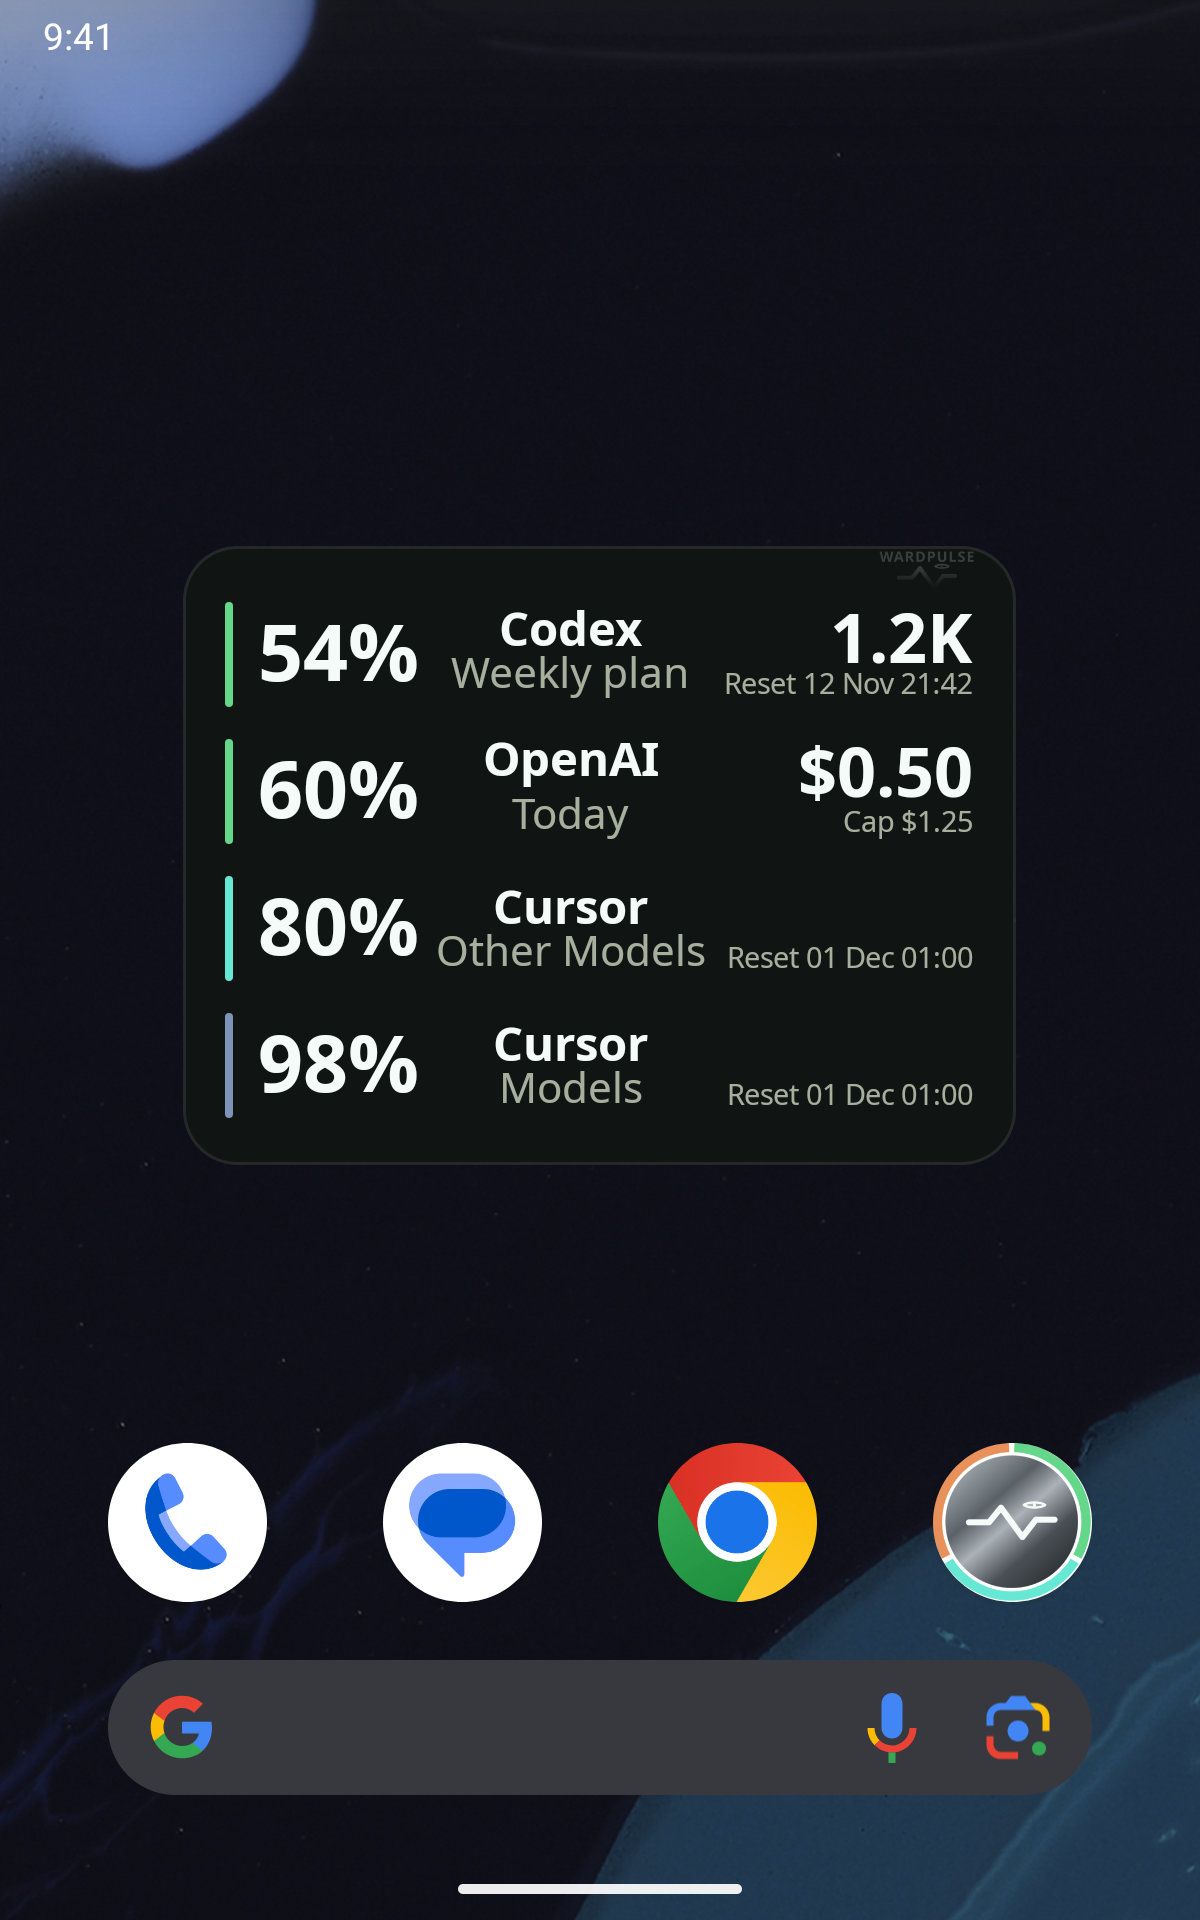 9:41
WARDPULSE
54%
Codex
Weekly plan
1.2K
Reset 12 Nov 21:42
60%
OpenAI
Today
$0.50
Cap $1.25
80%
Cursor
Other Models
Reset 01 Dec 01:00
98%
Cursor
Models
Reset 01 Dec 01:00